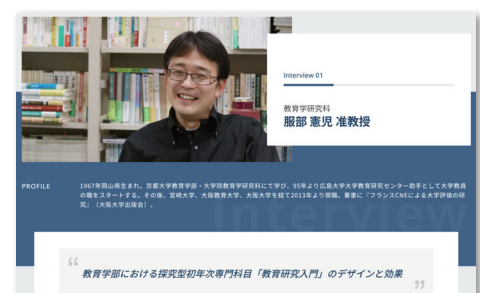 Interview 01
教育学研究科
服部 憲児 准教授
PROFILE
1967年岡山県生まれ。京都大学教育学部・大学院教育学研究科にて学び、95年より広島大学大学教育研究センター助手として大学教員
の職をスタートする。その後、宮崎大学、大阪教育大学、大阪大学を経て2013年より現職。著書に『フランスCNEによる大学評価の研
究』（大阪大学出版会）。
Interview
“
教育学部における探究型初年次専門科目「教育研究入門」のデザインと効果
”